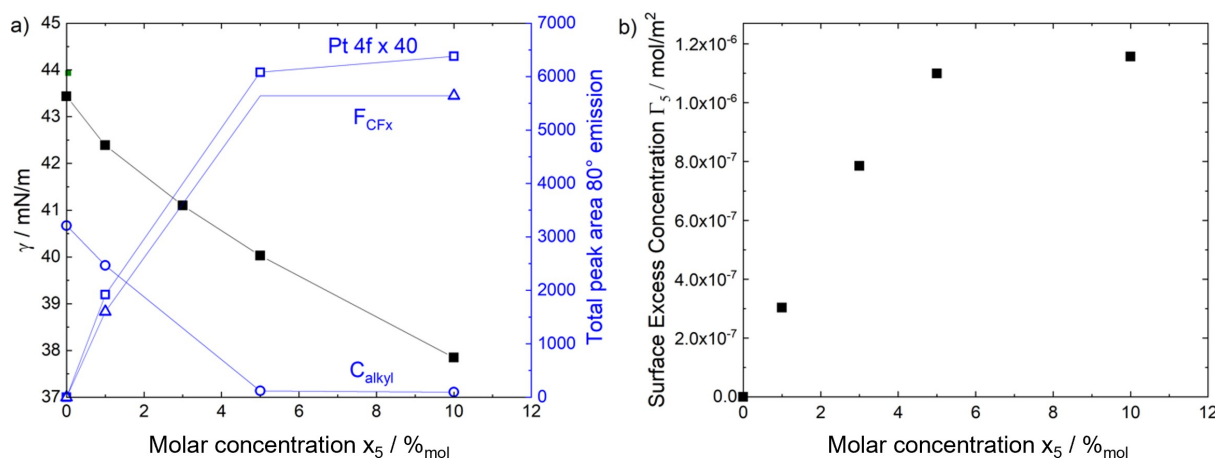 a)
γ / mN/m
45
44
43
42
41
40
39
38
37
Pt 4f x 40
F_CFx
C_alkyl
7000
6000
5000
4000
3000
2000
1000
0
Total peak area 80° emission
0 2 4 6 8 10 12
Molar concentration x₅ / %mol
b)
Surface Excess Concentration Γ₅ / mol/m²
1.2x10⁻⁶
1.0x10⁻⁶
8.0x10⁻⁷
6.0x10⁻⁷
4.0x10⁻⁷
2.0x10⁻⁷
0.0
0 2 4 6 8 10 12
Molar concentration x₅ / %mol